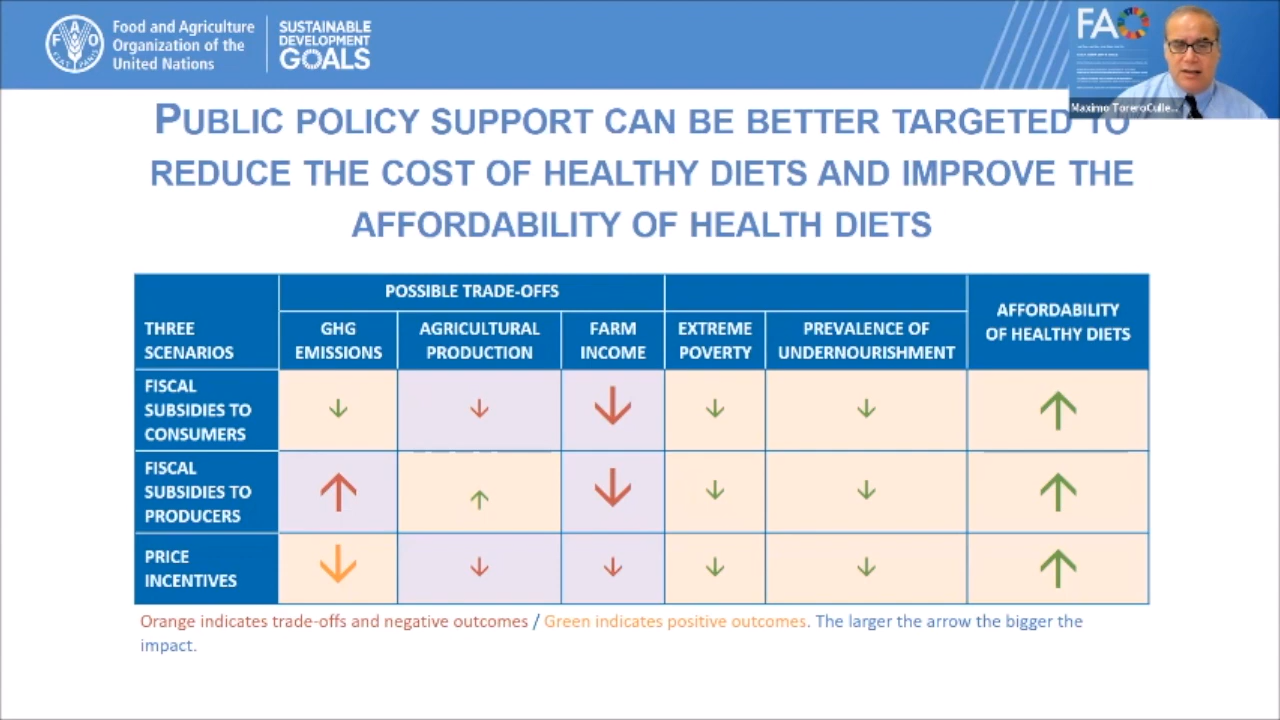 Food and Agriculture
Organization of the
United Nations
SUSTAINABLE
DEVELOPMENT
GOALS
FAO
Maximo ToreroCulle...
PUBLIC POLICY SUPPORT CAN BE BETTER TARGETED TO
REDUCE THE COST OF HEALTHY DIETS AND IMPROVE THE
AFFORDABILITY OF HEALTH DIETS
THREE
SCENARIOS
POSSIBLE TRADE-OFFS
GHG
EMISSIONS
AGRICULTURAL
PRODUCTION
FARM
INCOME
EXTREME
POVERTY
PREVALENCE OF
UNDERNOURISHMENT
AFFORDABILITY
OF HEALTHY DIETS
FISCAL
SUBSIDIES TO
CONSUMERS
FISCAL
SUBSIDIES TO
PRODUCERS
PRICE
INCENTIVES
Orange indicates trade-offs and negative outcomes / Green indicates positive outcomes. The larger the arrow the bigger the
impact.